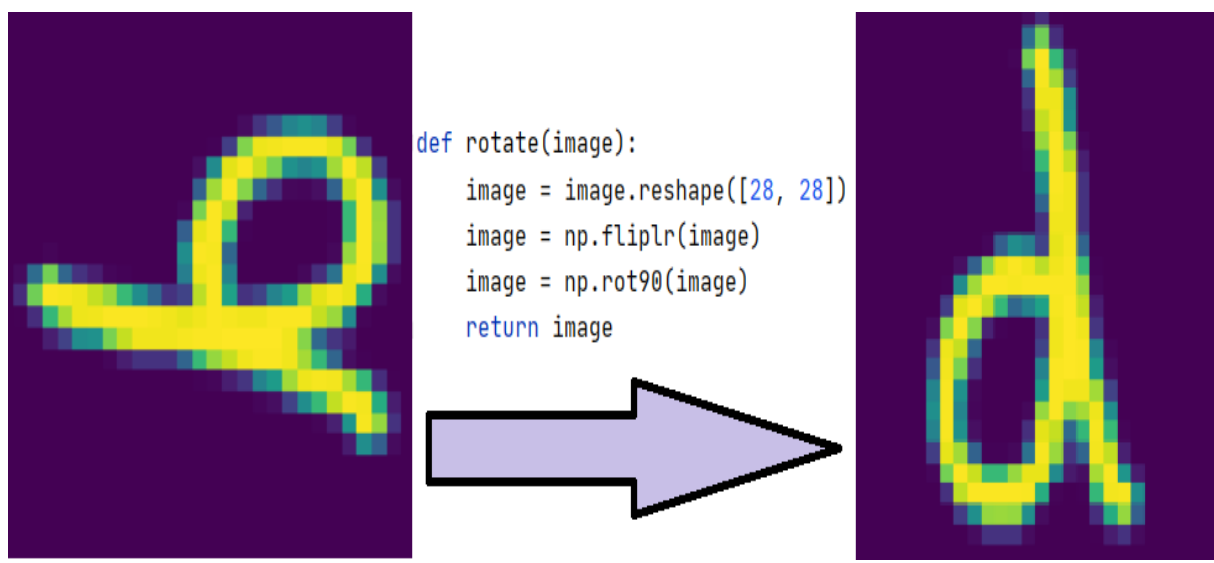 def rotate(image):
    image = image.reshape([28, 28])
    image = np.fliplr(image)
    image = np.rot90(image)
    return image
d